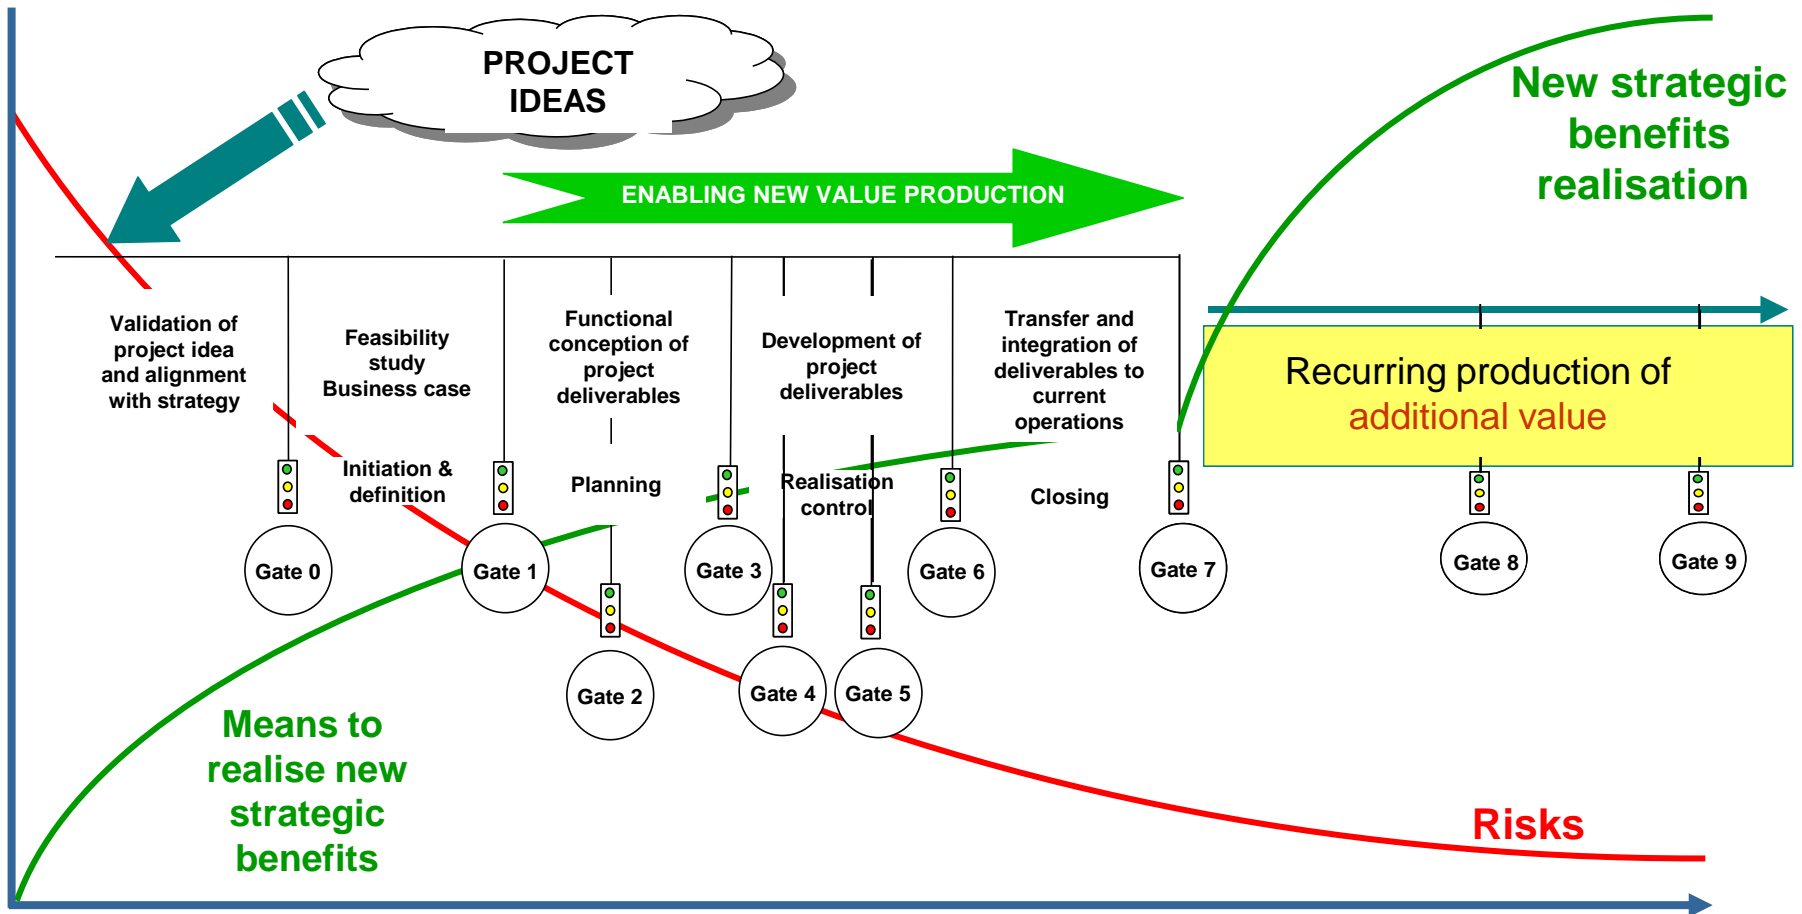 PROJECT
IDEAS
New strategic
benefits
realisation
ENABLING NEW VALUE PRODUCTION
Validation of
project idea
and alignment
with strategy
Feasibility
study
Business case
Functional
conception of
project
deliverables
Development of
project
deliverables
Transfer and
integration of
deliverables to
current
operations
Recurring production of
additional value
Initiation &
definition
Planning
Realisation
control
Closing
Gate 0
Gate 1
Gate 2
Gate 3
Gate 4
Gate 5
Gate 6
Gate 7
Gate 8
Gate 9
Means to
realise new
strategic
benefits
Risks